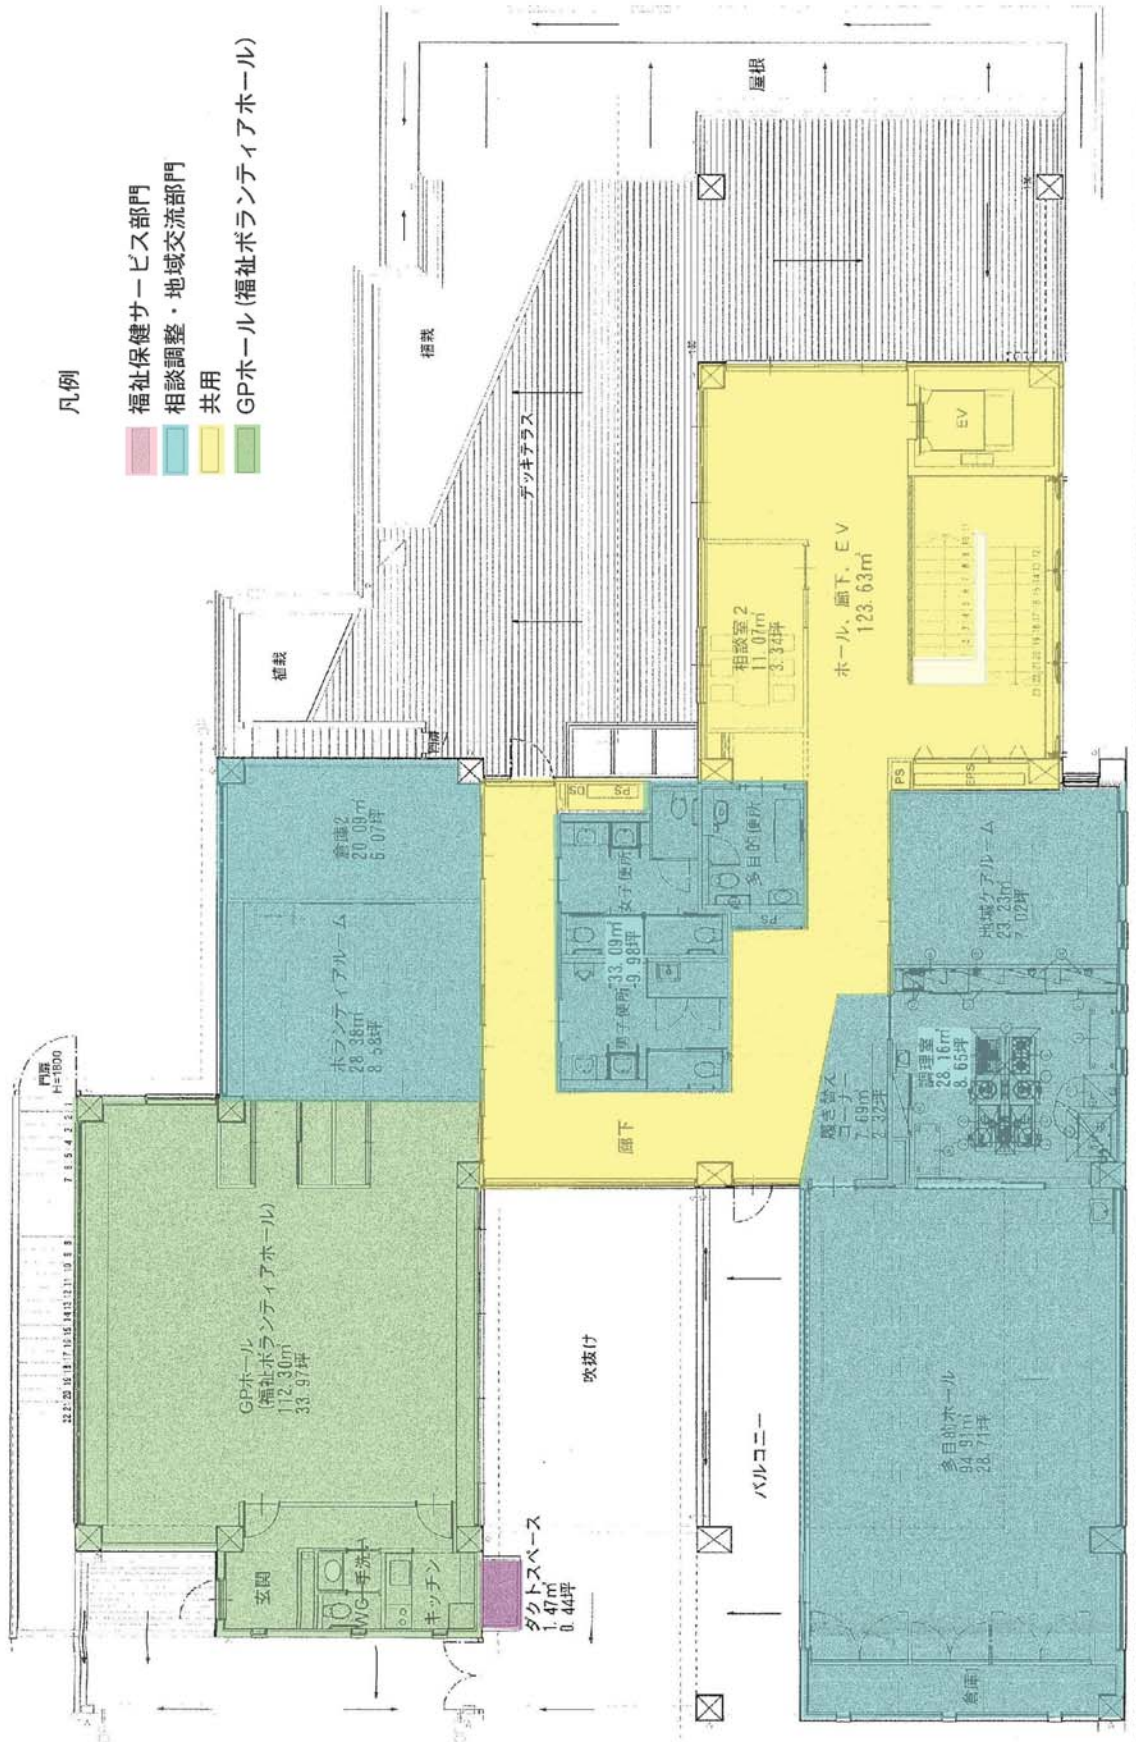 凡例
福祉保健サービス部門
相談調整・地域交流部門
共用
GPホール(福祉ボランティアホール)
屋根
植栽
デッキテラス
植栽
門扉
EV
相談室2
11.07㎡
3.34坪
ホール、廊下、EV
123.63㎡
PS
EPS
倉庫2
20.09㎡
6.07坪
ボランティアルーム
28.38㎡
8.58坪
DS
PS
女子便所
多目的便所
PS
33.09㎡
9.98坪
男子便所
地域ケアルーム
23.23㎡
7.02坪
調理室
28.16㎡
8.65坪
履き替え
コーナー
7.69㎡
2.32坪
廊下
門扉
H=1800
GPホール
(福祉ボランティアホール)
112.30㎡
33.97坪
玄関
WC
手洗い
キッチン
ダクトスペース
1.47㎡
0.44坪
吹抜け
バルコニー
多目的ホール
94.91㎡
28.71坪
倉庫